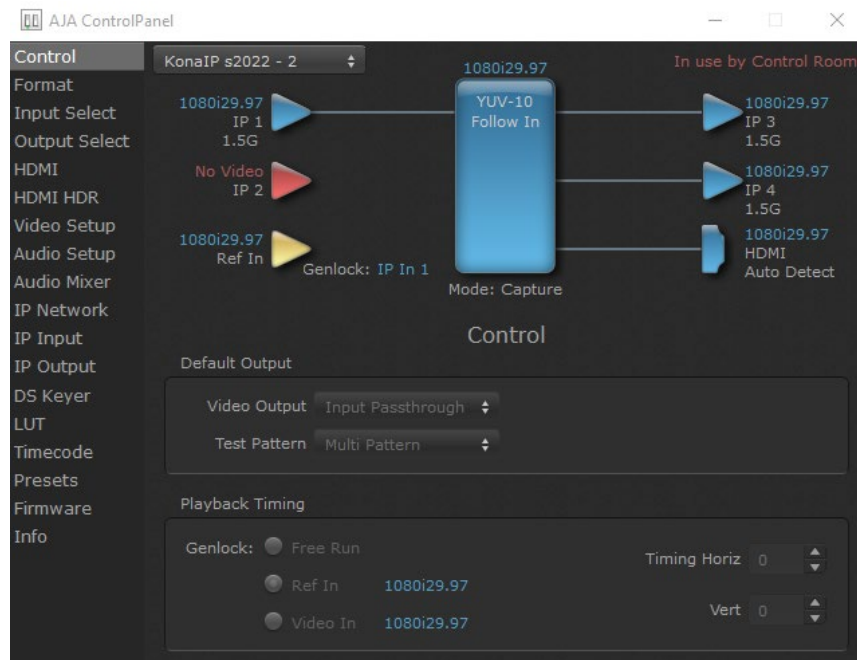 AJA ControlPanel
Control
Format
Input Select
Output Select
HDMI
HDMI HDR
Video Setup
Audio Setup
Audio Mixer
IP Network
IP Input
IP Output
DS Keyer
LUT
Timecode
Presets
Firmware
Info
KonaIP s2022 - 2
1080i29.97
In use by Control Room
1080i29.97
IP 1
1.5G
No Video
IP 2
1080i29.97
Ref In
Genlock: IP In 1
YUV-10
Follow In
Mode: Capture
1080i29.97
IP 3
1.5G
1080i29.97
IP 4
1.5G
1080i29.97
HDMI
Auto Detect
Control
Default Output
Video Output Input Passthrough
Test Pattern Multi Pattern
Playback Timing
Genlock: Free Run
Ref In 1080i29.97
Video In 1080i29.97
Timing Horiz 0
Vert 0